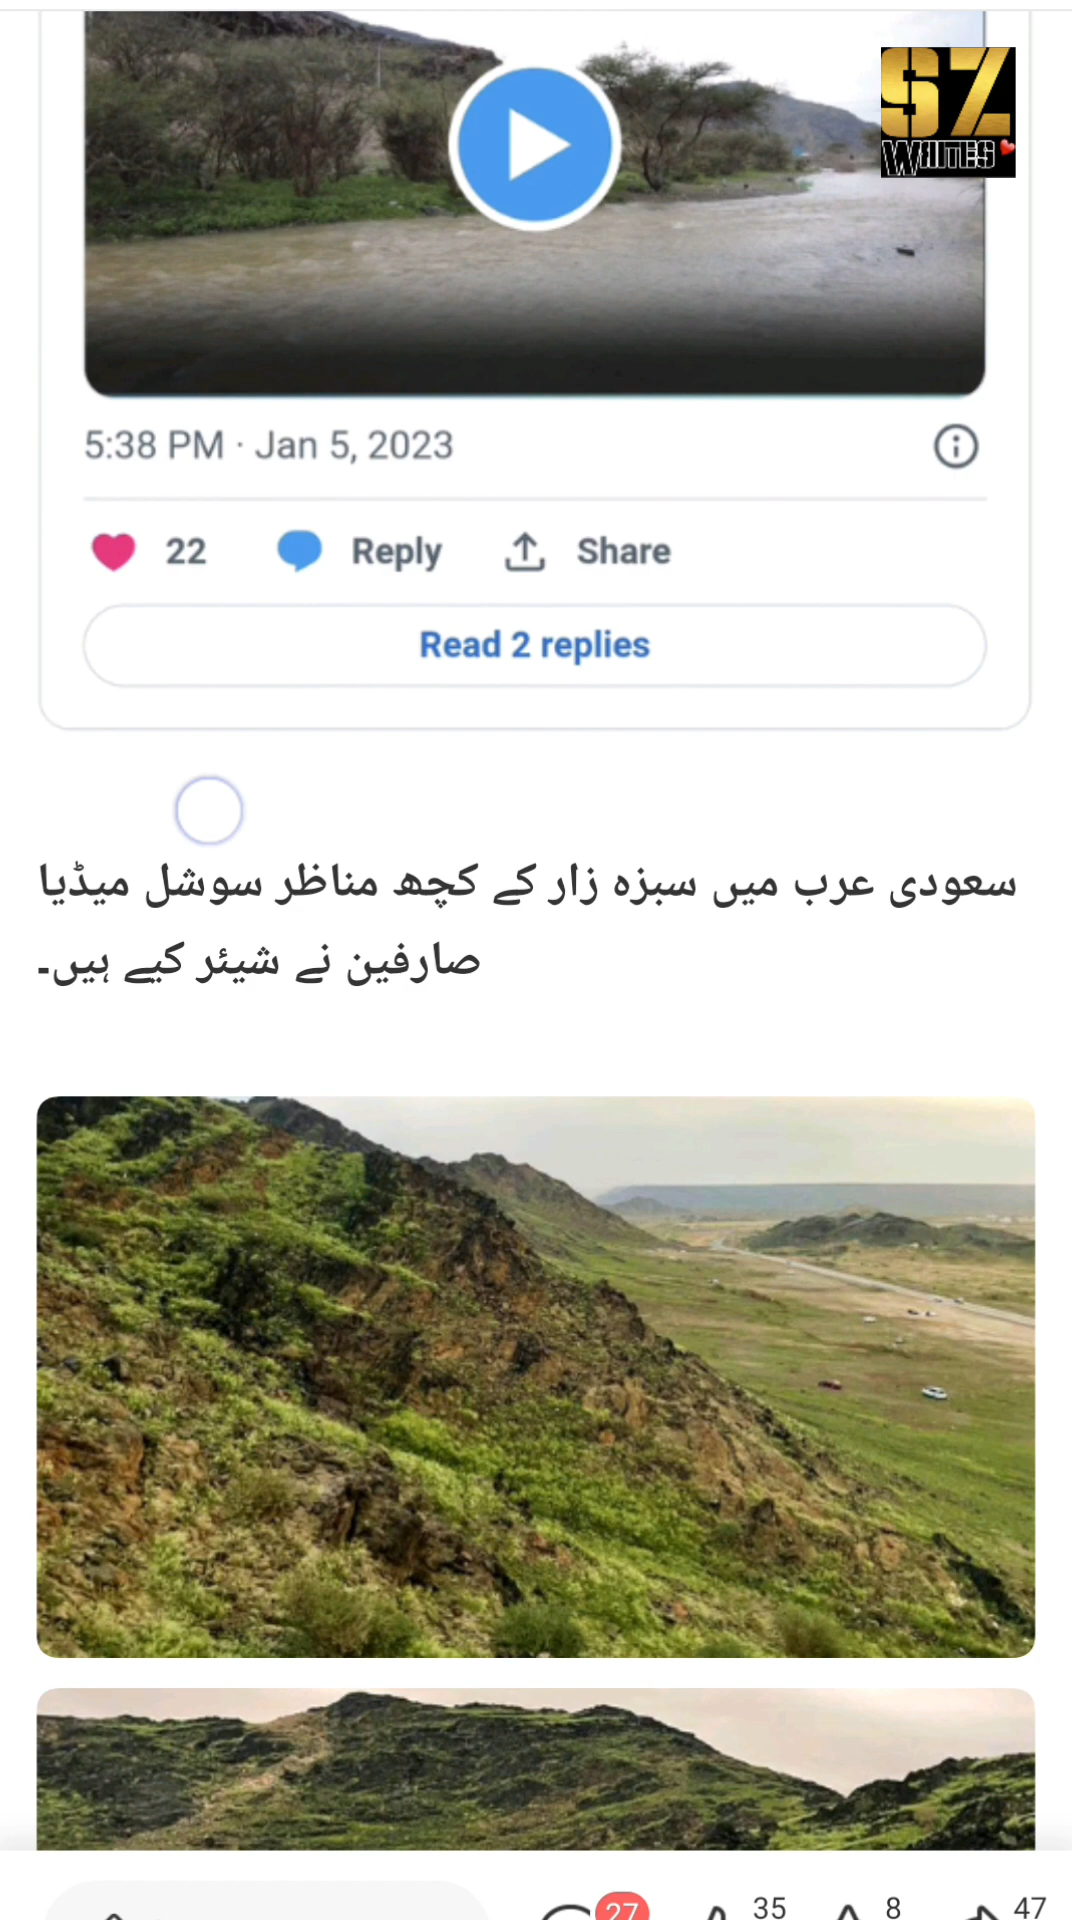 SZ
WRITES
5:38 PM · Jan 5, 2023
22 Reply Share
Read 2 replies
سعودی عرب میں سبزہ زار کے کچھ مناظر سوشل میڈیا
صارفین نے شیئر کیے ہیں۔
27 35 8 47